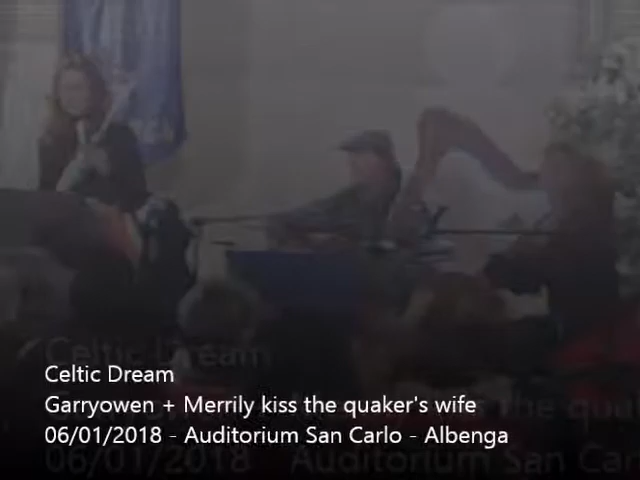 Celtic Dream
Garryowen + Merrily kiss the quaker's wife
06/01/2018 - Auditorium San Carlo - Albenga